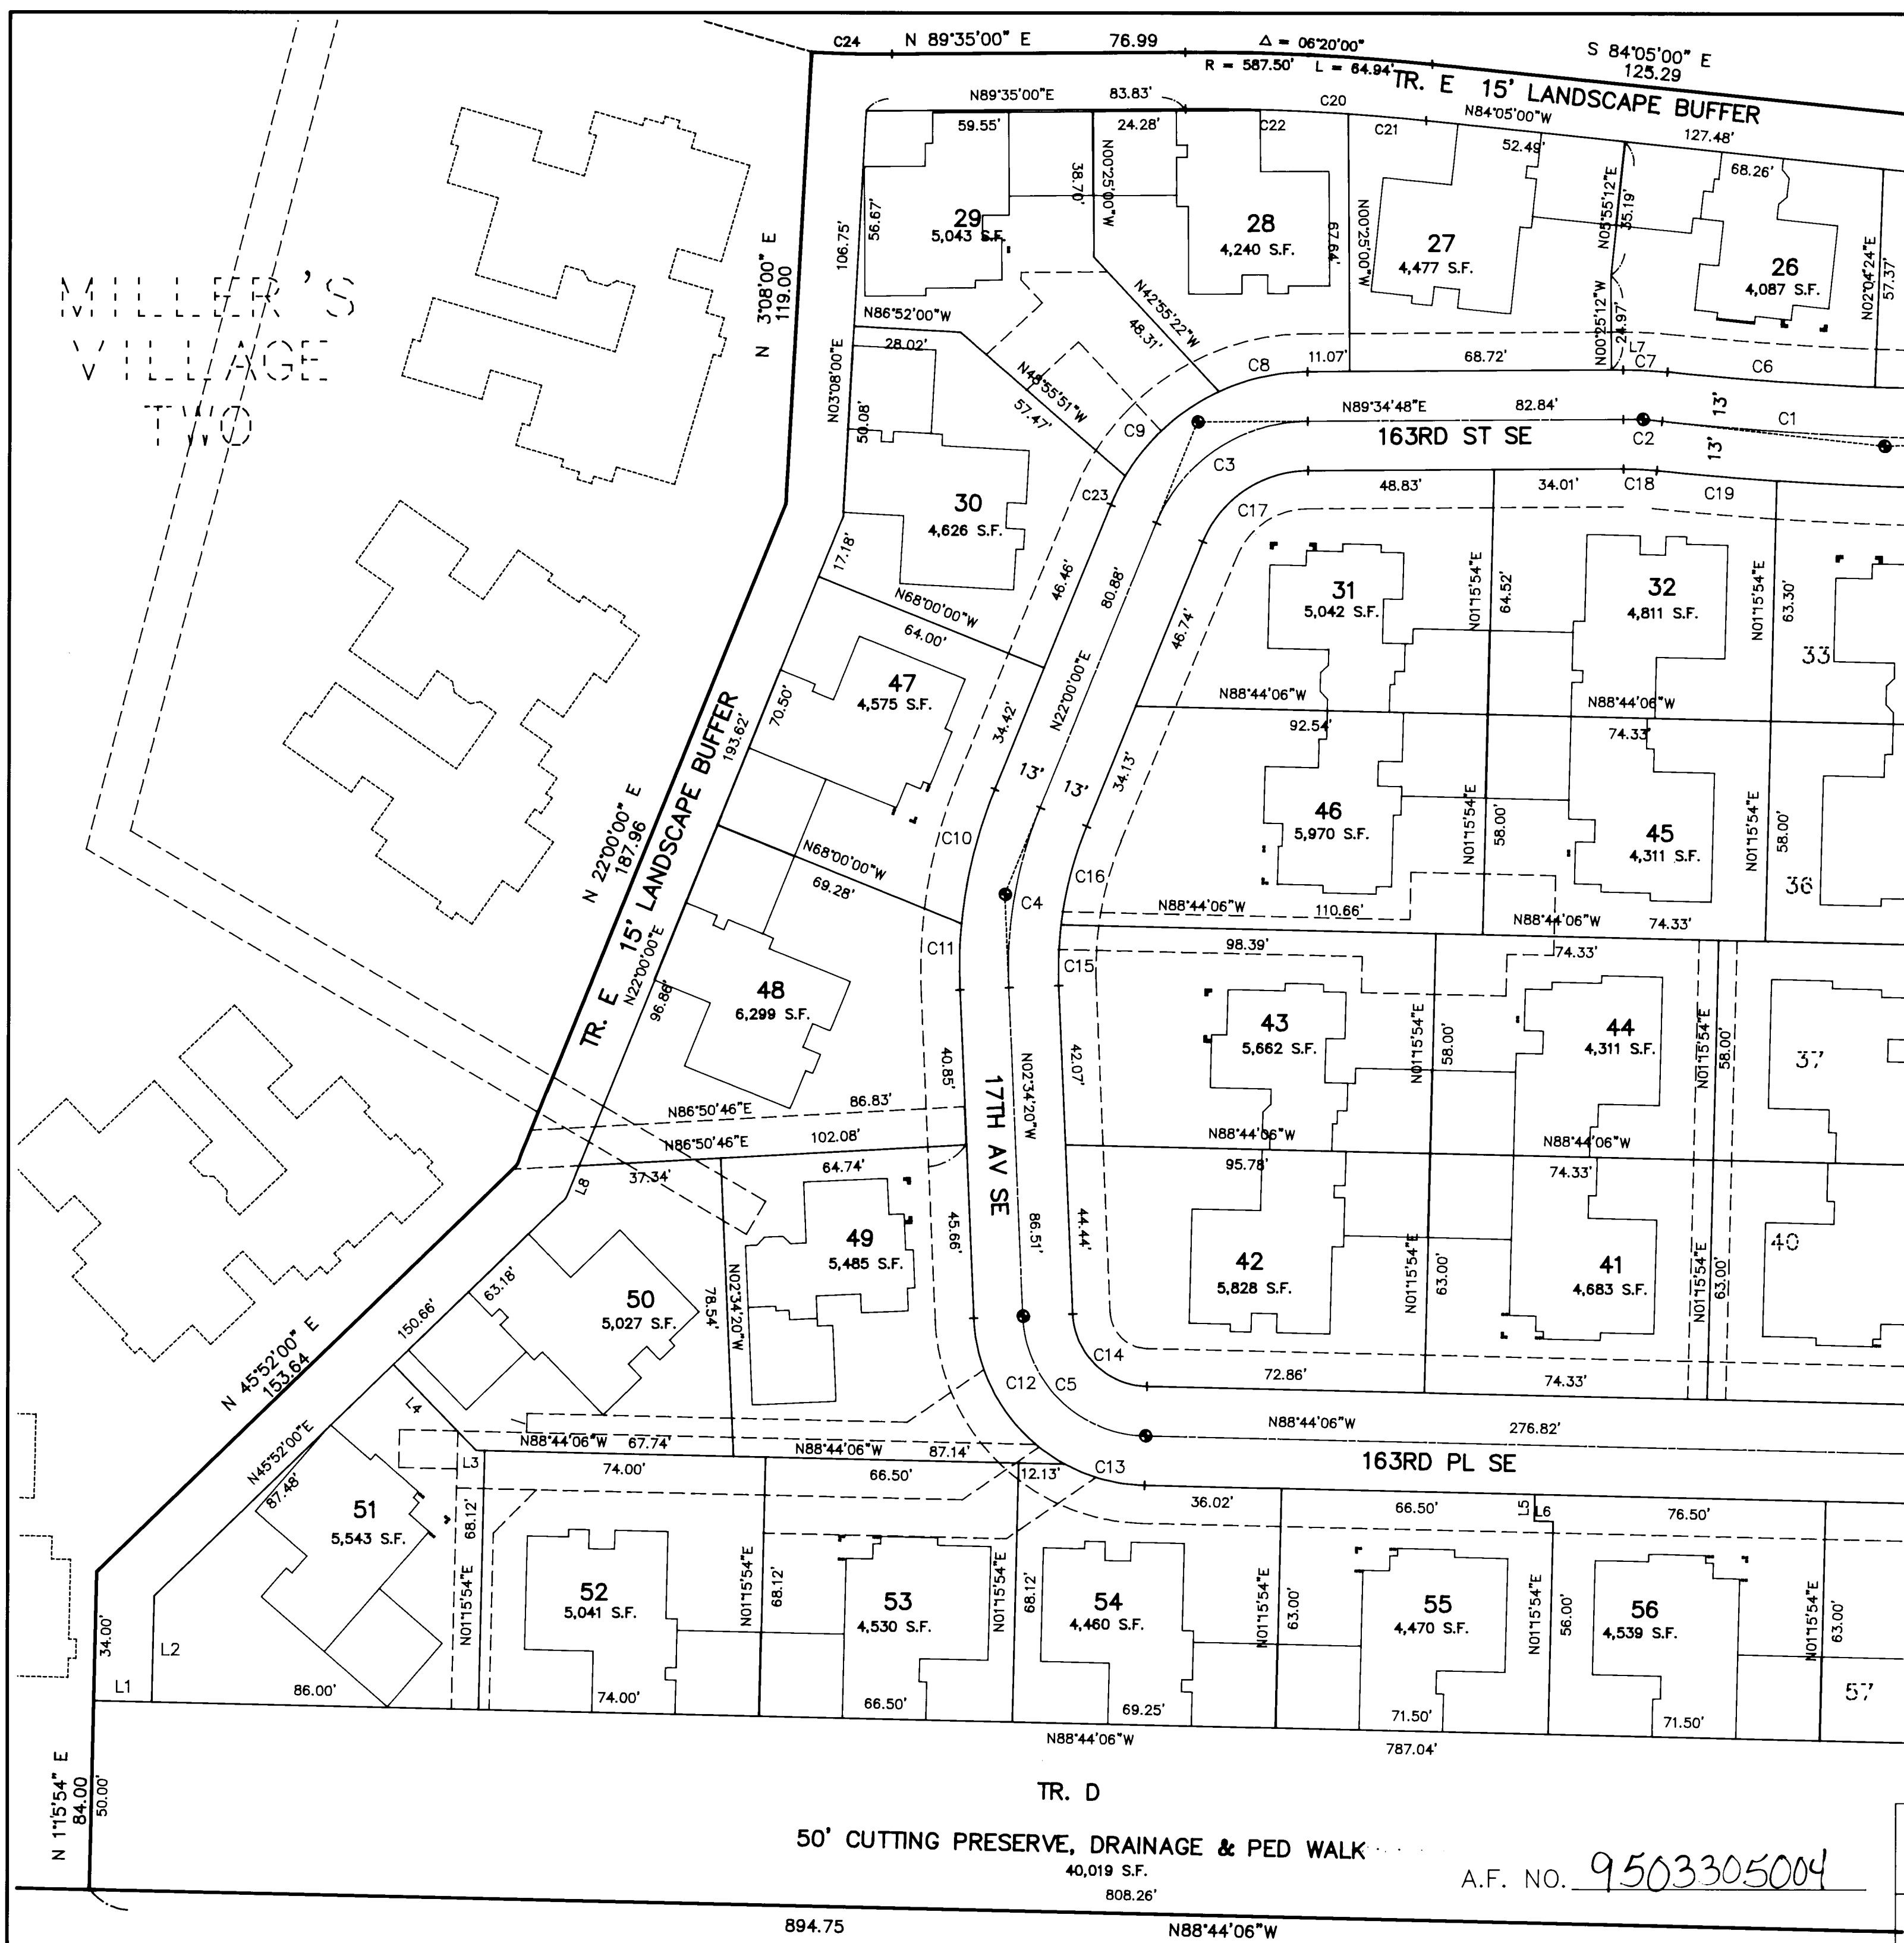 C24 N 89°35'00" E 76.99 Δ = 06°20'00"
R = 587.50' L = 64.94'
S 84°05'00" E
125.29
TR. E 15' LANDSCAPE BUFFER
N89°35'00"E 83.83' C20
N84°05'00"W
127.48'
59.55' 24.28' C22 C21 52.49' 68.26'
38.70'
N00°25'00"W
N05°55'12"E
35.19'
MILLER'S
VILLAGE
TWO
N 3°08'00" E
119.00
106.75'
56.67'
29
5,043 S.F.
28
4,240 S.F.
67.64'
N00°25'00"W
27
4,477 S.F.
26
4,087 S.F.
N02°04'24"E
57.37'
N00°25'12"W
24.97'
N86°52'00"W
28.02'
N42°55'22"W
48.31'
N48°55'51"W
57.47'
N03°08'00"E
50.08'
C8 11.07' 68.72' L7
C7 C6
C9
N89°34'48"E 82.84'
163RD ST SE
C2 13' C1
13'
C3
C23
48.83' 34.01' C18 C19
C17
30
4,626 S.F.
17.18'
46.46'
80.88'
46.74'
31
5,042 S.F.
N01°15'54"E
64.52'
32
4,811 S.F.
N01°15'54"E
63.30'
33
N68°00'00"W
64.00'
47
4,575 S.F.
70.50'
34.42'
N22°00'00"E
N88°44'06"W
92.54'
N88°44'06"W
74.33'
13' 13'
34.13'
46
5,970 S.F.
N01°15'54"E
58.00'
45
4,311 S.F.
N01°15'54"E
58.00'
36
N 22°00'00" E
187.96
TR. E 15' LANDSCAPE BUFFER
193.62'
N22°00'00"E
96.86'
N68°00'00"W
69.28'
C10
C16
C4
N88°44'06"W 110.66'
N88°44'06"W 74.33'
C11
C15
98.39' 74.33'
48
6,299 S.F.
43
5,662 S.F.
N01°15'54"E
58.00'
44
4,311 S.F.
N01°15'54"E
58.00'
37
40.85'
17TH AV SE
N02°34'20"W
42.07'
N86°50'46"E 86.83'
N86°50'46"E 102.08'
37.34' 64.74'
L8
N88°44'06"W
95.78'
N88°44'06"W
74.33'
49
5,485 S.F.
45.66'
86.51'
44.44'
42
5,828 S.F.
N01°15'54"E
63.00'
41
4,683 S.F.
N01°15'54"E
63.00'
40
63.18'
50
5,027 S.F.
78.54'
N02°34'20"W
150.66'
N 45°52'00" E
153.64
C14
C12 C5
72.86' 74.33'
L4
N88°44'06"W 276.82'
163RD PL SE
N45°52'00"E
87.48'
N88°44'06"W 67.74'
N88°44'06"W 87.14'
L3 74.00' 66.50' 12.13' C13
36.02' 66.50' L5 L6 76.50'
51
5,543 S.F.
68.12'
N01°15'54"E
52
5,041 S.F.
N01°15'54"E
68.12'
53
4,530 S.F.
N01°15'54"E
68.12'
54
4,460 S.F.
N01°15'54"E
63.00'
55
4,470 S.F.
N01°15'54"E
56.00'
56
4,539 S.F.
N01°15'54"E
63.00'
57
34.00'
L2
L1
86.00' 74.00' 66.50' 69.25' 71.50' 71.50'
N88°44'06"W 787.04'
N 1°15'54" E
84.00
50.00'
TR. D
50' CUTTING PRESERVE, DRAINAGE & PED WALK
40,019 S.F.
808.26'
A.F. NO. 9503305004
894.75 N88°44'06"W